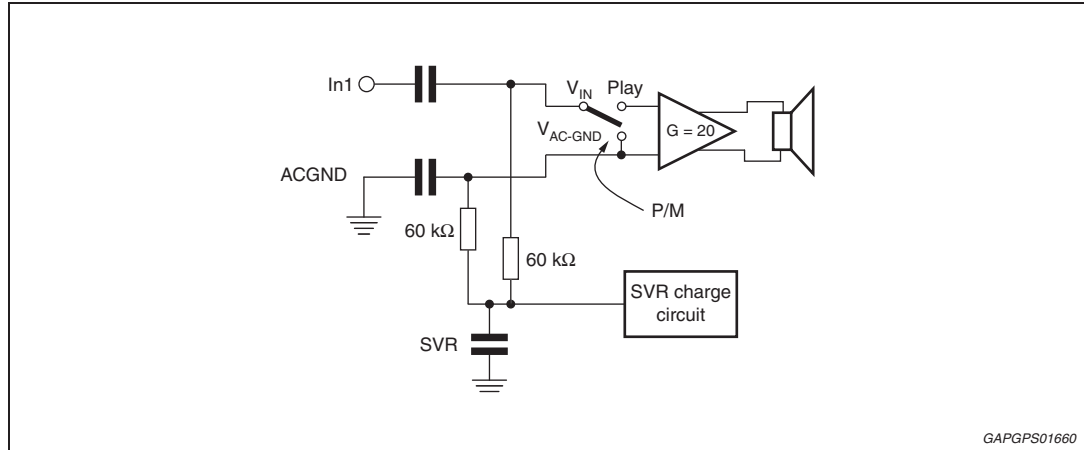 In1
V_IN Play
V_AC-GND
G = 20
ACGND
P/M
60 kΩ
60 kΩ
SVR charge
circuit
SVR
GAPGPS01660